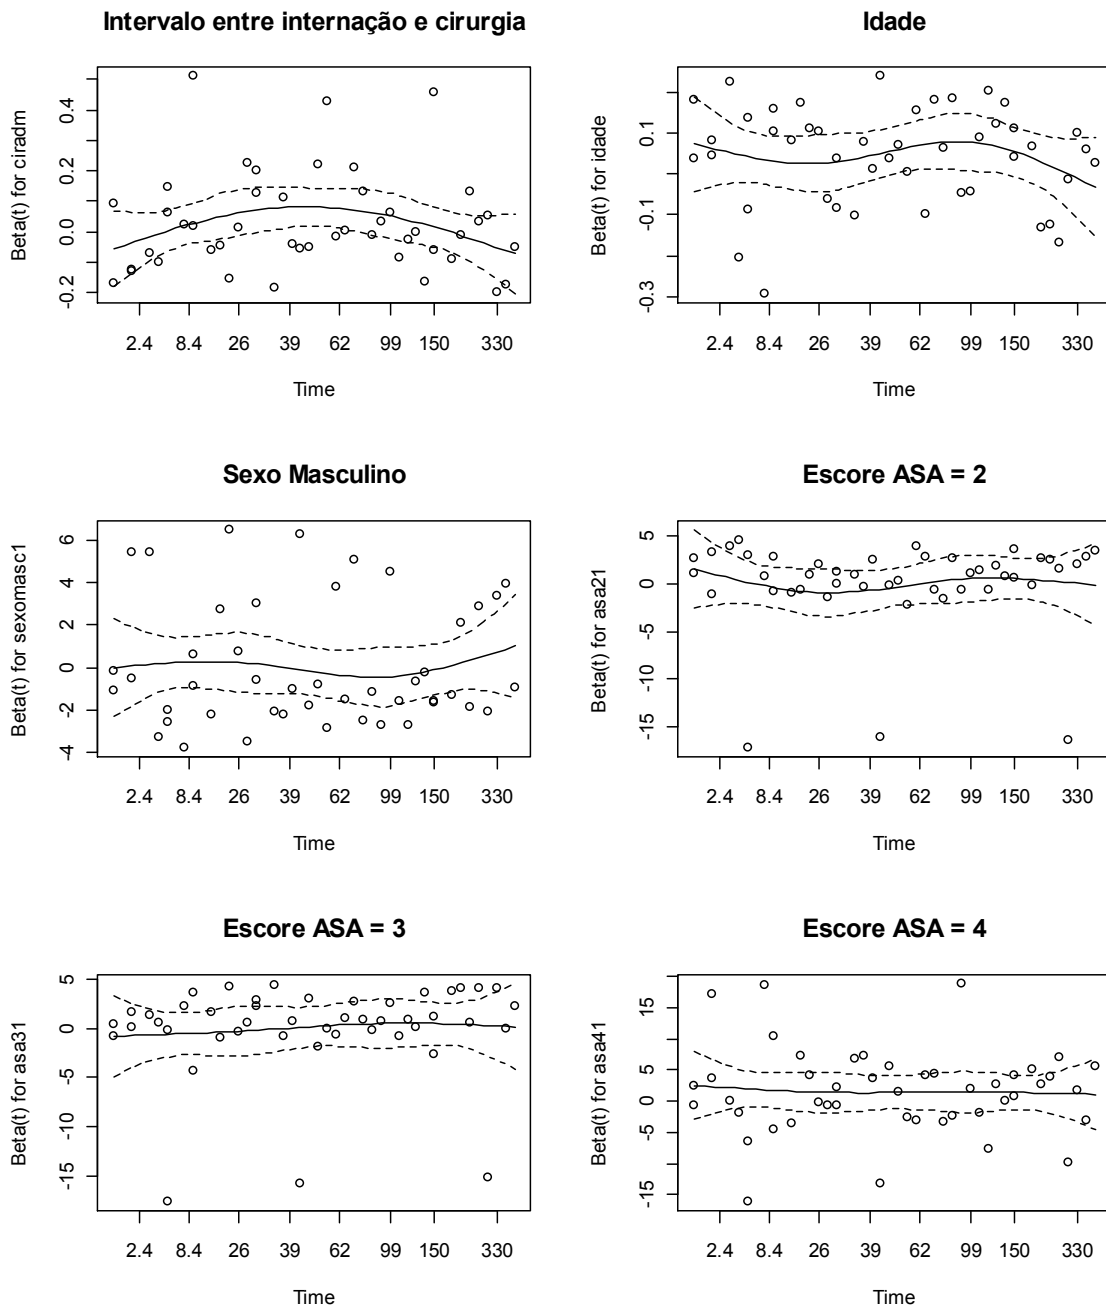 Intervalo entre internação e cirurgia
Beta(t) for ciradm
0.4
0.2
0.0
-0.2
2.4 8.4 26 39 62 99 150 330
Time
Idade
Beta(t) for idade
0.1
-0.1
-0.3
2.4 8.4 26 39 62 99 150 330
Time
Sexo Masculino
Beta(t) for sexomasc1
6
4
2
0
-2
-4
2.4 8.4 26 39 62 99 150 330
Time
Escore ASA = 2
Beta(t) for asa21
5
0
-5
-10
-15
2.4 8.4 26 39 62 99 150 330
Time
Escore ASA = 3
Beta(t) for asa31
5
0
-5
-10
-15
2.4 8.4 26 39 62 99 150 330
Time
Escore ASA = 4
Beta(t) for asa41
15
5
0
-5
-15
2.4 8.4 26 39 62 99 150 330
Time